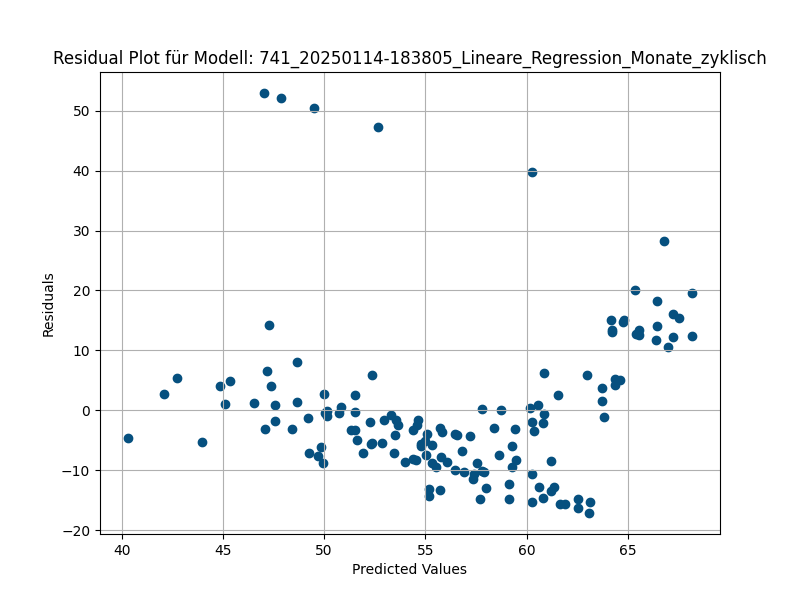 Residual Plot für Modell: 741_20250114-183805_Lineare_Regression_Monate_zyklisch
50
40
30
20
10
0
−10
−20
Residuals
40 45 50 55 60 65
Predicted Values